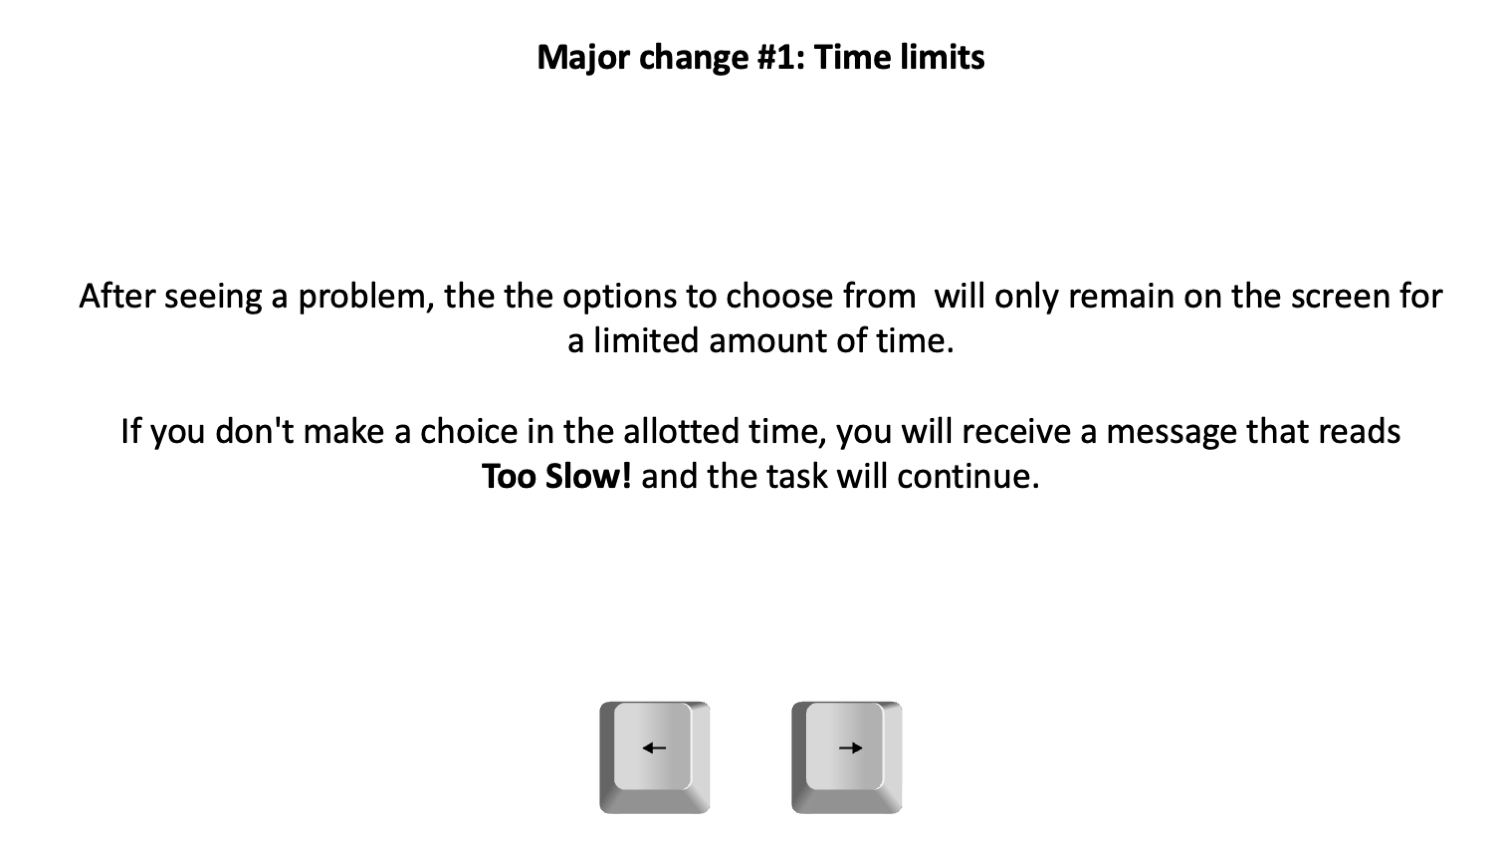 Major change #1: Time limits
After seeing a problem, the the options to choose from  will only remain on the screen for
a limited amount of time.
If you don't make a choice in the allotted time, you will receive a message that reads
Too Slow! and the task will continue.
← →